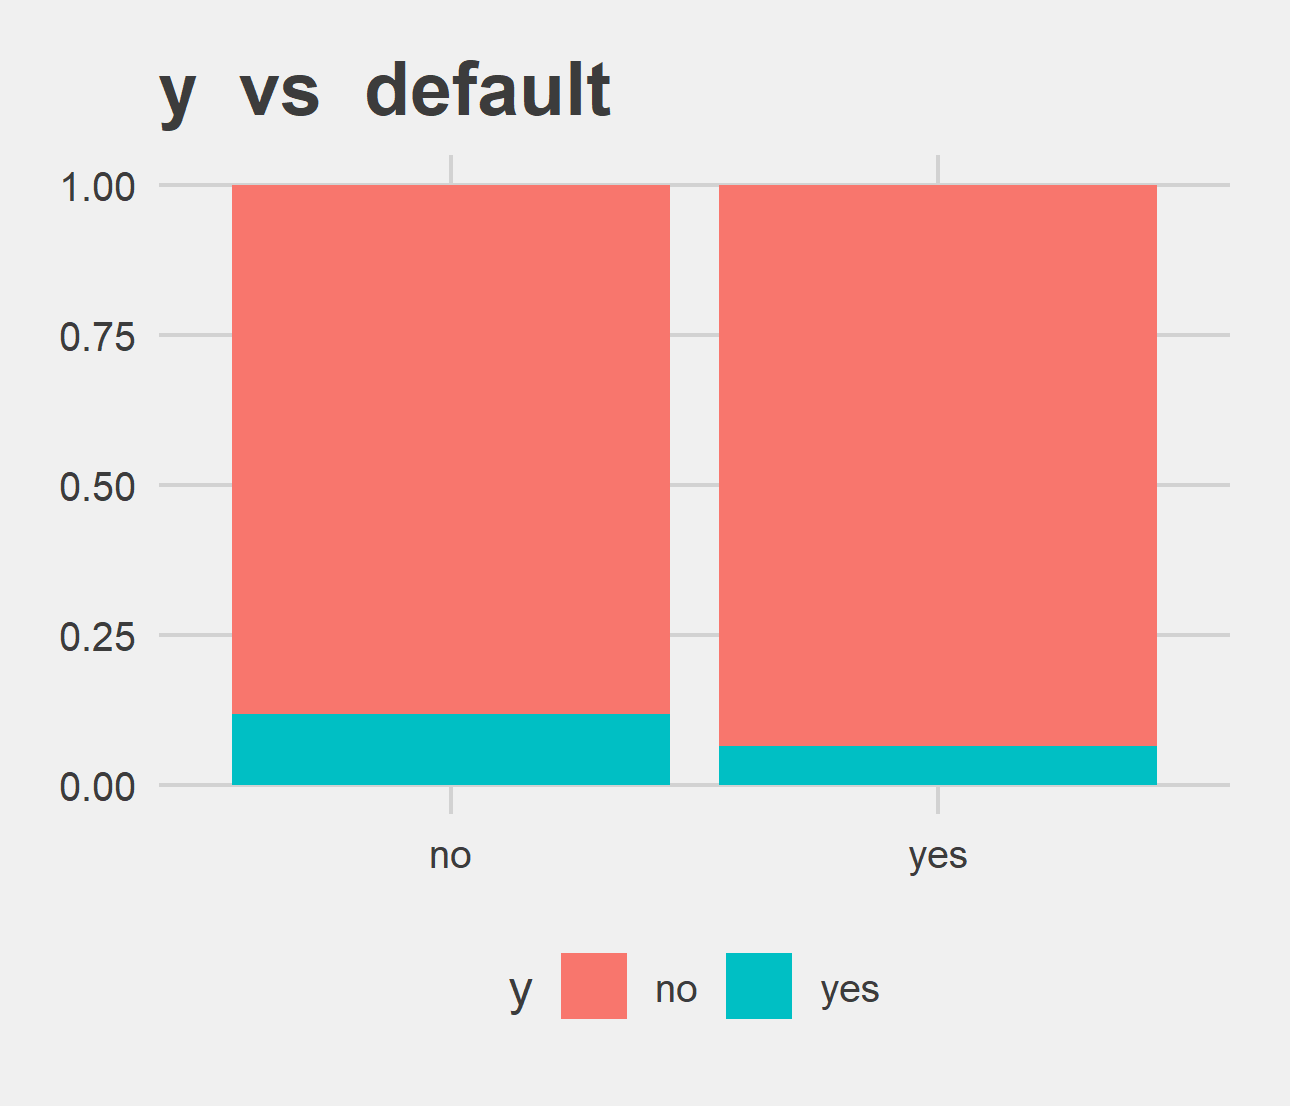 y vs default
1.00
0.75
0.50
0.25
0.00
no yes
y no yes